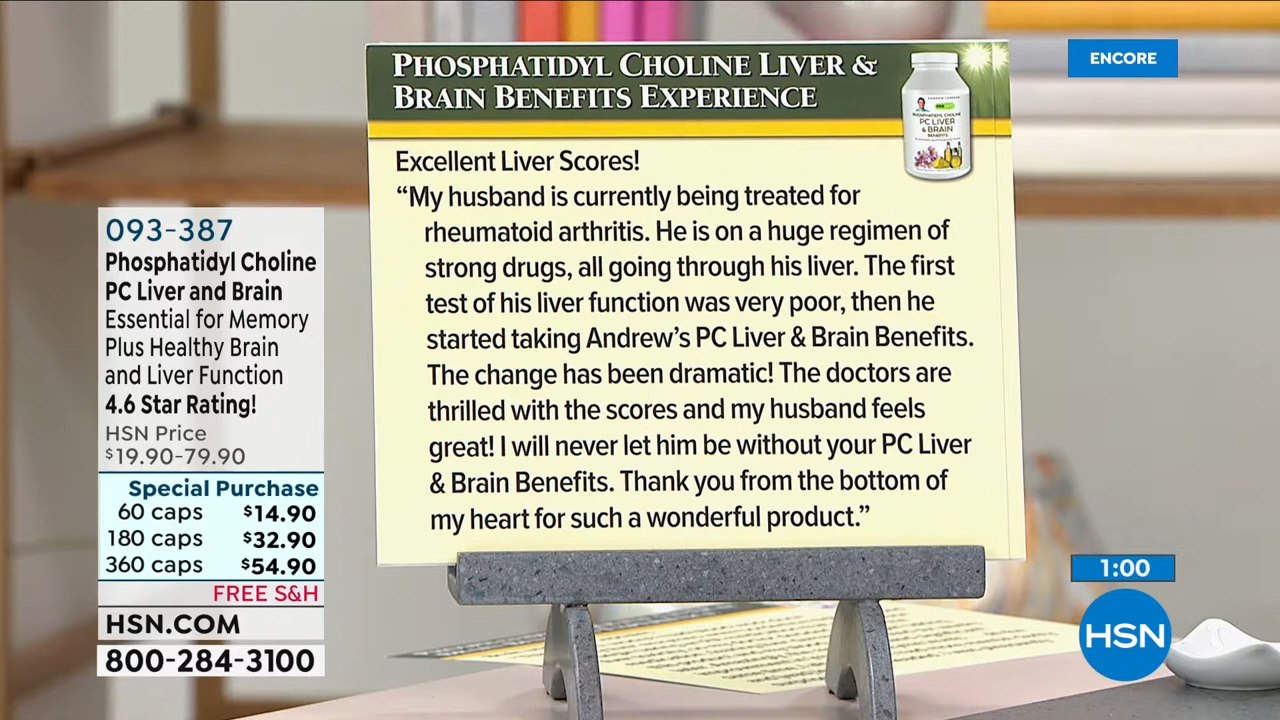 ENCORE
PHOSPHATIDYL CHOLINE LIVER &
BRAIN BENEFITS EXPERIENCE
PHOSPHATIDYL CHOLINE
PC LIVER
& BRAIN
BENEFITS
Excellent Liver Scores!
“My husband is currently being treated for
rheumatoid arthritis. He is on a huge regimen of
strong drugs, all going through his liver. The first
test of his liver function was very poor, then he
started taking Andrew’s PC Liver & Brain Benefits.
The change has been dramatic! The doctors are
thrilled with the scores and my husband feels
great! I will never let him be without your PC Liver
& Brain Benefits. Thank you from the bottom of
my heart for such a wonderful product.”
093-387
Phosphatidyl Choline
PC Liver and Brain
Essential for Memory
Plus Healthy Brain
and Liver Function
4.6 Star Rating!
HSN Price
$19.90-79.90
Special Purchase
60 caps $14.90
180 caps $32.90
360 caps $54.90
FREE S&H
HSN.COM
800-284-3100
1:00
HSN